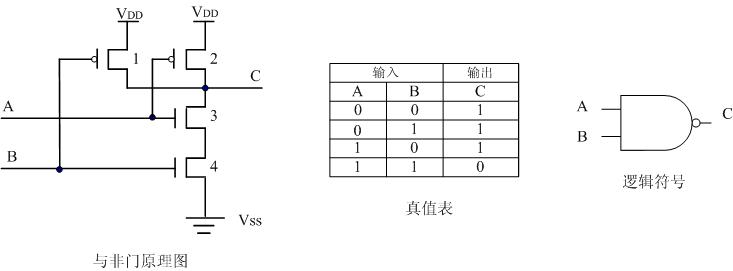 VDD
VDD
1
2
C
A
3
B
4
Vss
与非门原理图
输入 输出
A B C
0 0 1
0 1 1
1 0 1
1 1 0
真值表
A
B
C
逻辑符号